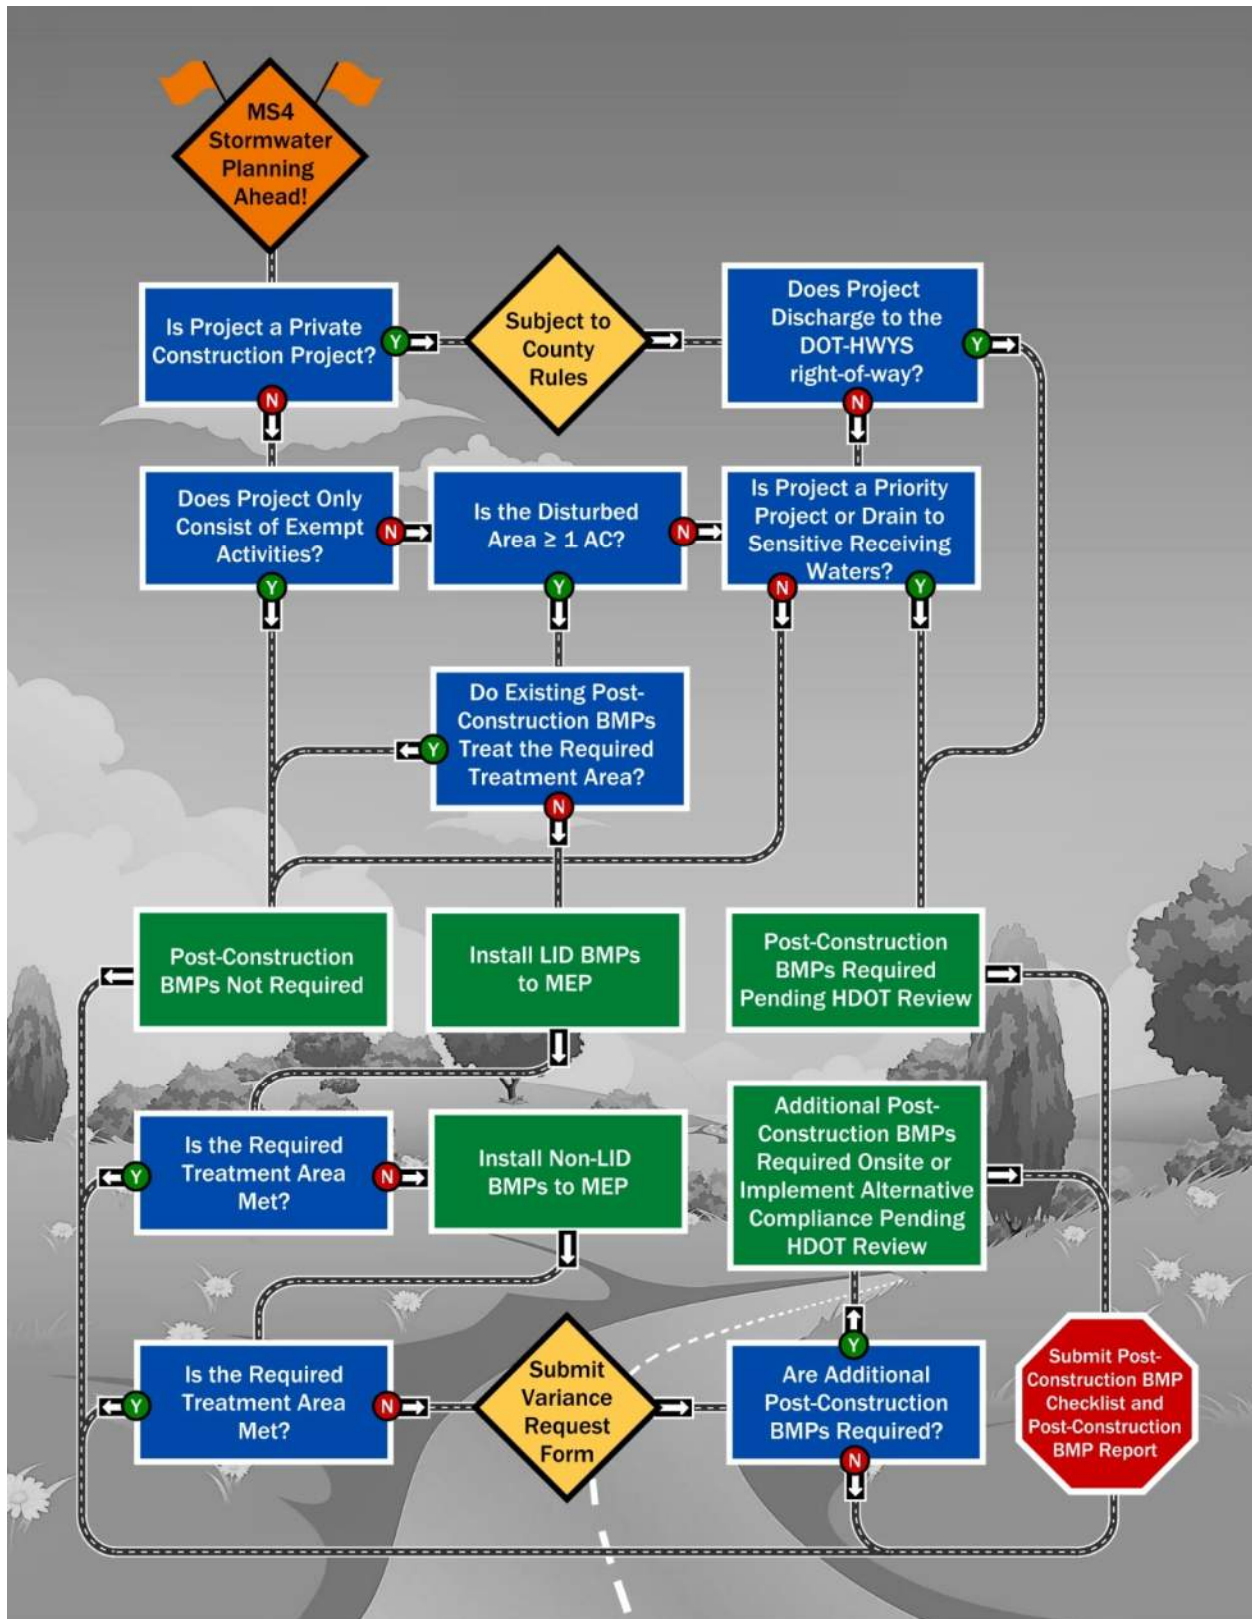 MS4
Stormwater
Planning
Ahead!
Is Project a Private
Construction Project?
Y
N
Subject to
County
Rules
Does Project
Discharge to the
DOT-HWYS
right-of-way?
Y
N
Does Project Only
Consist of Exempt
Activities?
N
Y
Is the Disturbed
Area ≥ 1 AC?
N
Y
Is Project a Priority
Project or Drain to
Sensitive Receiving
Waters?
N
Y
Do Existing Post-
Construction BMPs
Treat the Required
Treatment Area?
Y
N
Post-Construction
BMPs Not Required
Install LID BMPs
to MEP
Post-Construction
BMPs Required
Pending HDOT Review
Is the Required
Treatment Area
Met?
Y
N
Install Non-LID
BMPs to MEP
Additional Post-
Construction BMPs
Required Onsite or
Implement Alternative
Compliance Pending
HDOT Review
Is the Required
Treatment Area
Met?
Y
N
Submit
Variance
Request
Form
Y
Are Additional
Post-Construction
BMPs Required?
N
Submit Post-
Construction BMP
Checklist and
Post-Construction
BMP Report